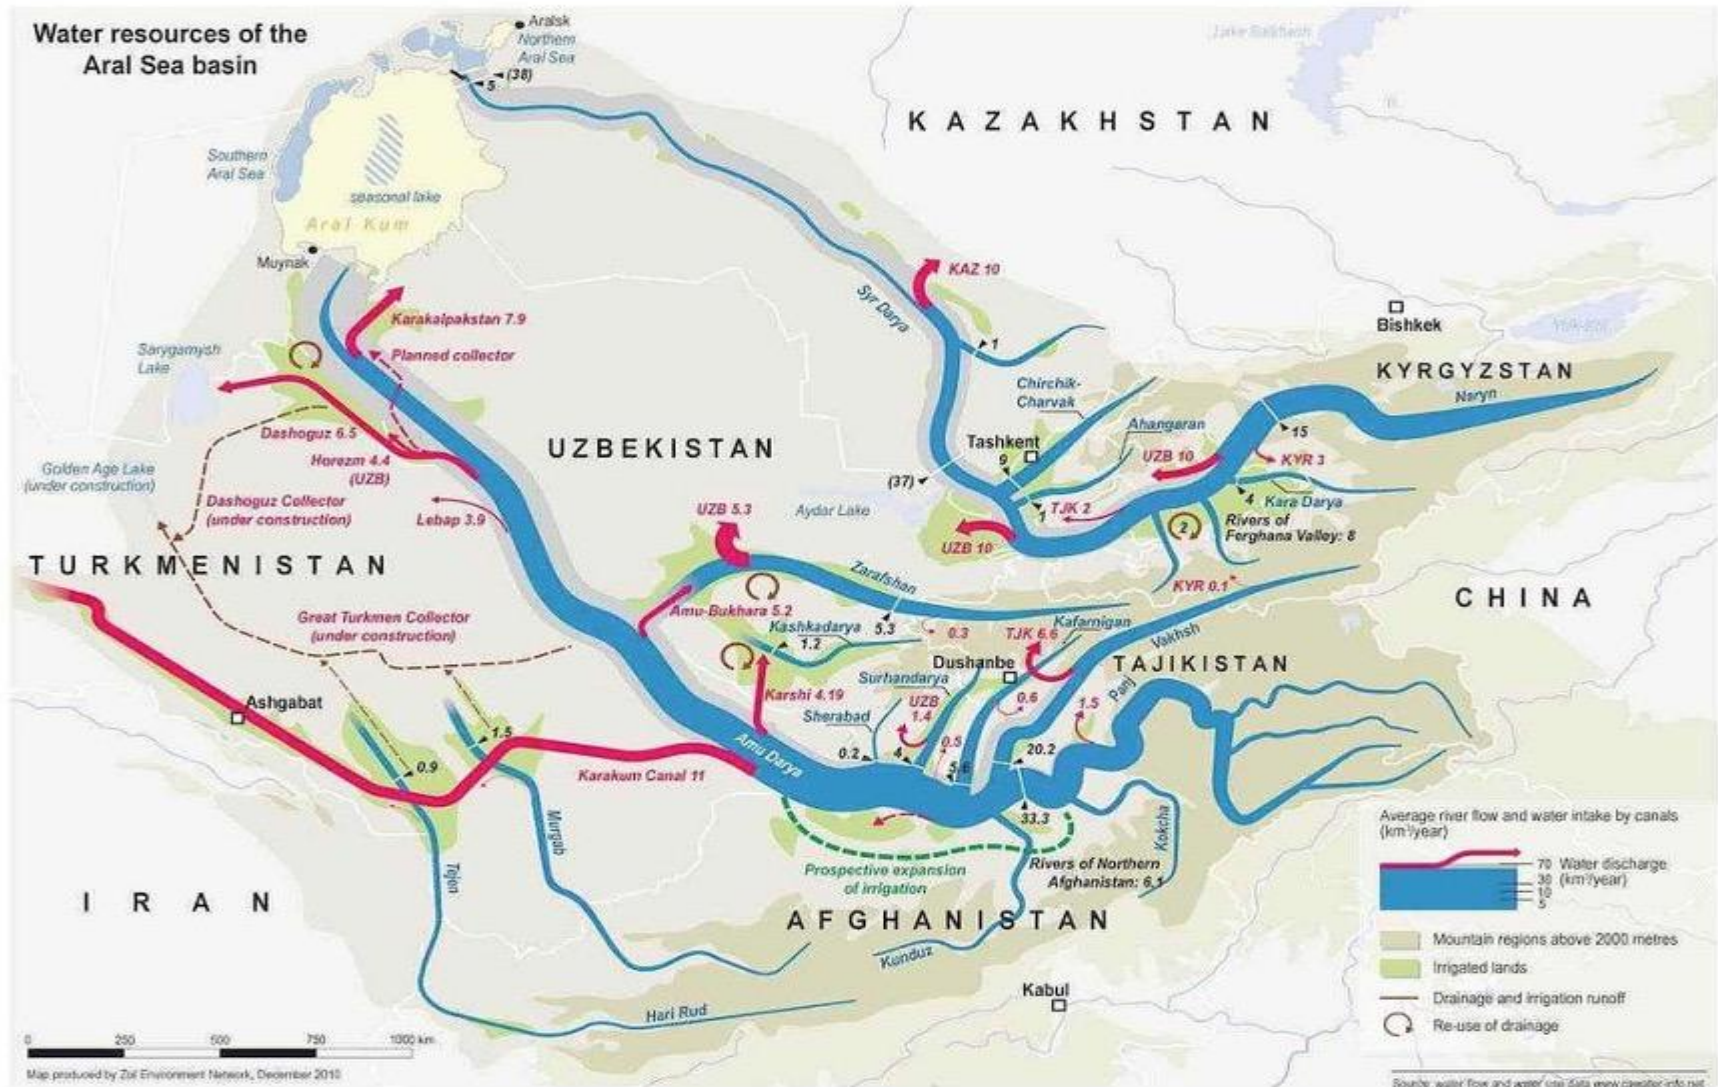 Water resources of the
Aral Sea basin
Aralsk
Northern
Aral Sea
(38)
5
Lake Balkhash
KAZAKHSTAN
Southern
Aral Sea
seasonal lake
Aral Kum
Muynak
KAZ 10
Syr Darya
Karakalpakstan 7.9
Planned collector
Sarygamysh
Lake
1
Bishkek
KYRGYZSTAN
Naryn
Chirchik-
Charvak
Ahangaran
Tashkent
9
UZB 10
15
KYR 3
Dashoguz 6.5
Horezm 4.4
(UZB)
UZBEKISTAN
Golden Age Lake
(under construction)
Dashoguz Collector
(under construction)
Lebap 3.9
(37)
Aydar Lake
UZB 5.3
1
TJK 2
UZB 10
4
Kara Darya
2
Rivers of
Ferghana Valley: 8
KYR 0.1
TURKMENISTAN
CHINA
Zarafshan
Great Turkmen Collector
(under construction)
Amu-Bukhara 5.2
Kashkadarya
5.3
1.2
0.3
TJK 6.6
Kafarnigan
Vakhsh
TAJIKISTAN
Panj
Dushanbe
Surhandarya
Ashgabat
Karshi 4.19
UZB
1.4
0.6
1.5
Sherabad
0.2
4
0.5
5.6
20.2
1.5
0.9
Amu Darya
Karakum Canal 11
33.3
Kokcha
Murgab
Tejen
Prospective expansion
of irrigation
Rivers of Northern
Afghanistan: 6.1
IRAN
AFGHANISTAN
Kunduz
Kabul
Hari Rud
Average river flow and water intake by canals
(km³/year)
70 Water discharge
30 (km³/year)
10
5
Mountain regions above 2000 metres
Irrigated lands
Drainage and irrigation runoff
Re-use of drainage
0 250 500 750 1000 km
Map produced by Zoï Environment Network, December 2010
Source: water flow and water use data